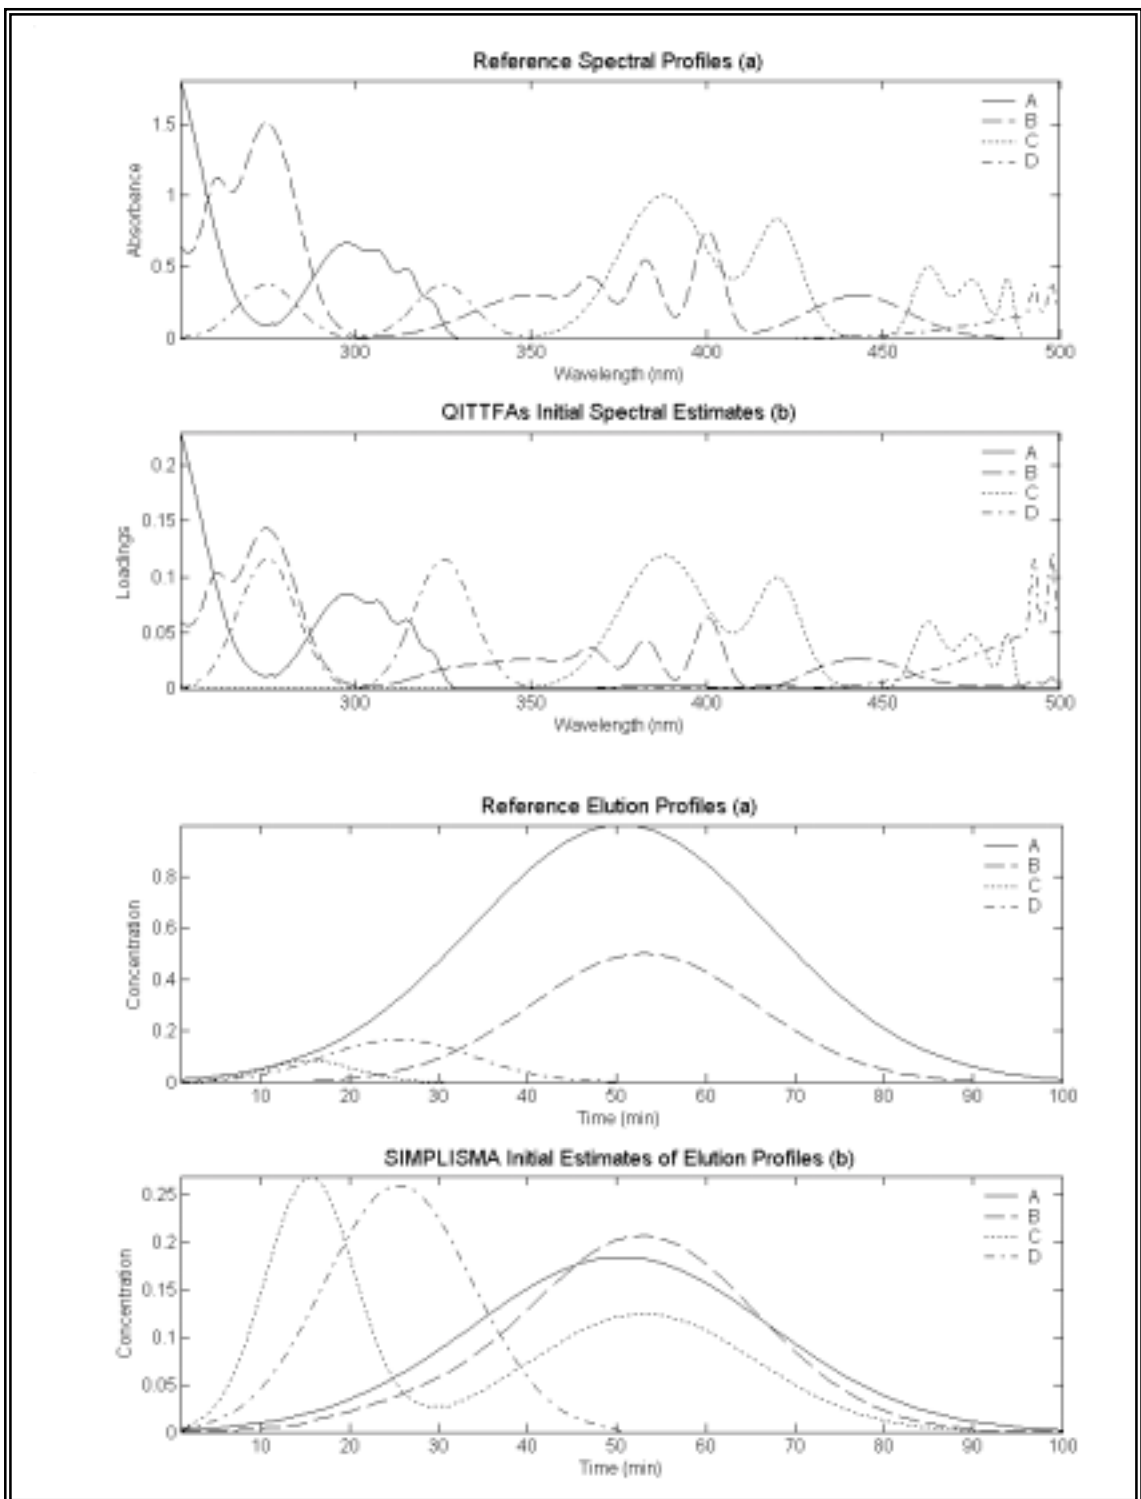 Reference Spectral Profiles (a)
1.5
1
0.5
0
Absorbance
A
B
C
D
300 350 400 450 500
Wavelength (nm)
QITTFAs Initial Spectral Estimates (b)
0.2
0.15
0.1
0.05
0
Loadings
A
B
C
D
300 350 400 450 500
Wavelength (nm)
Reference Elution Profiles (a)
0.8
0.6
0.4
0.2
0
Concentration
A
B
C
D
10 20 30 40 50 60 70 80 90 100
Time (min)
SIMPLISMA Initial Estimates of Elution Profiles (b)
0.25
0.2
0.15
0.1
0.05
0
Concentration
A
B
C
D
10 20 30 40 50 60 70 80 90 100
Time (min)